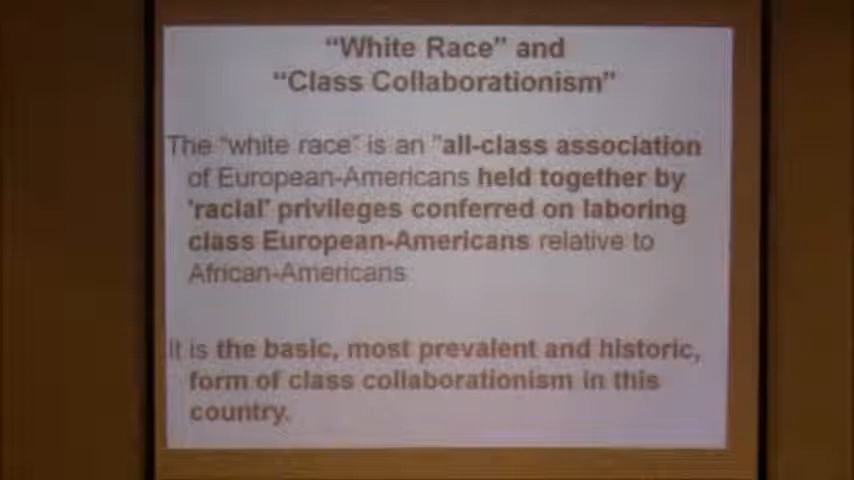 “White Race” and
“Class Collaborationism”
The “white race” is an "all-class association
of European-Americans held together by
'racial' privileges conferred on laboring
class European-Americans relative to
African-Americans
It is the basic, most prevalent and historic,
form of class collaborationism in this
country.